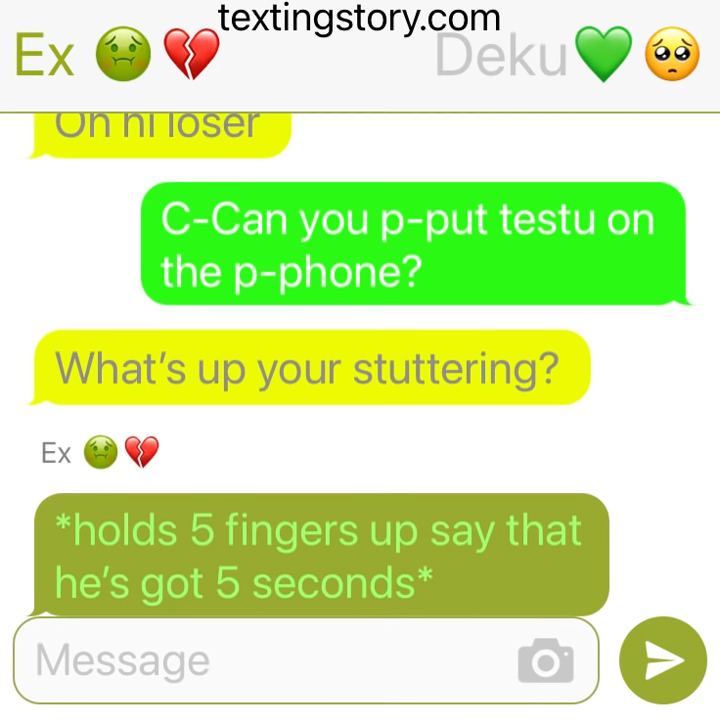 textingstory.com
Ex 🤢💔 Deku💚🥺
Oh hi loser
C-Can you p-put testu on
the p-phone?
What's up your stuttering?
Ex 🤢💔
*holds 5 fingers up say that
he's got 5 seconds*
Message